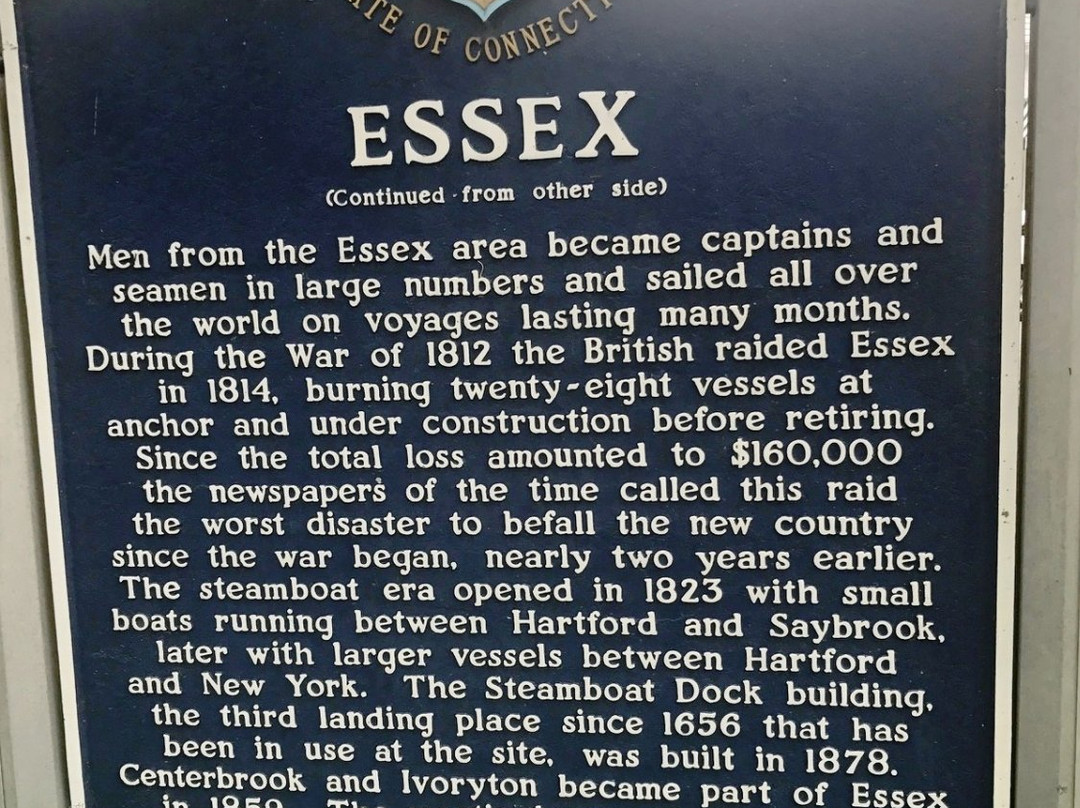 OF CONNECTI
ESSEX
(Continued from other side)
Men from the Essex area became captains and
seamen in large numbers and sailed all over
the world on voyages lasting many months.
During the War of 1812 the British raided Essex
in 1814, burning twenty-eight vessels at
anchor and under construction before retiring.
Since the total loss amounted to $160,000
the newspapers of the time called this raid
the worst disaster to befall the new country
since the war began, nearly two years earlier.
The steamboat era opened in 1823 with small
boats running between Hartford and Saybrook,
later with larger vessels between Hartford
and New York. The Steamboat Dock building,
the third landing place since 1656 that has
been in use at the site, was built in 1878.
Centerbrook and Ivoryton became part of Essex
in 1859.